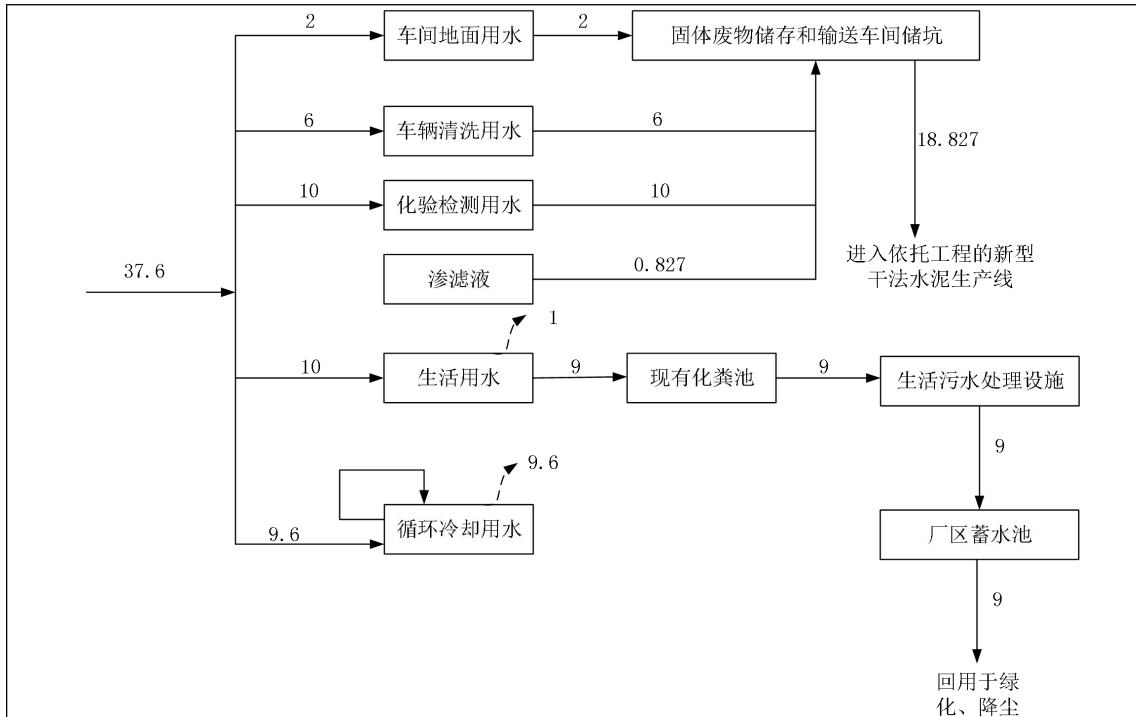 2
车间地面用水
2
固体废物储存和输送车间储坑
6
车辆清洗用水
6
18.827
10
化验检测用水
10
进入依托工程的新型
干法水泥生产线
37.6
渗滤液
0.827
1
10
生活用水
9
现有化粪池
9
生活污水处理设施
9
9.6
9.6
循环冷却用水
厂区蓄水池
9
回用于绿
化、降尘